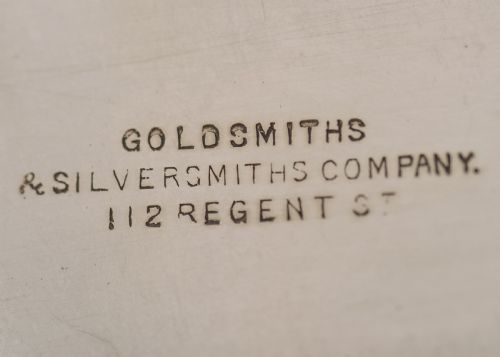 GOLDSMITHS
& SILVERSMITHS COMPANY.
112 REGENT ST